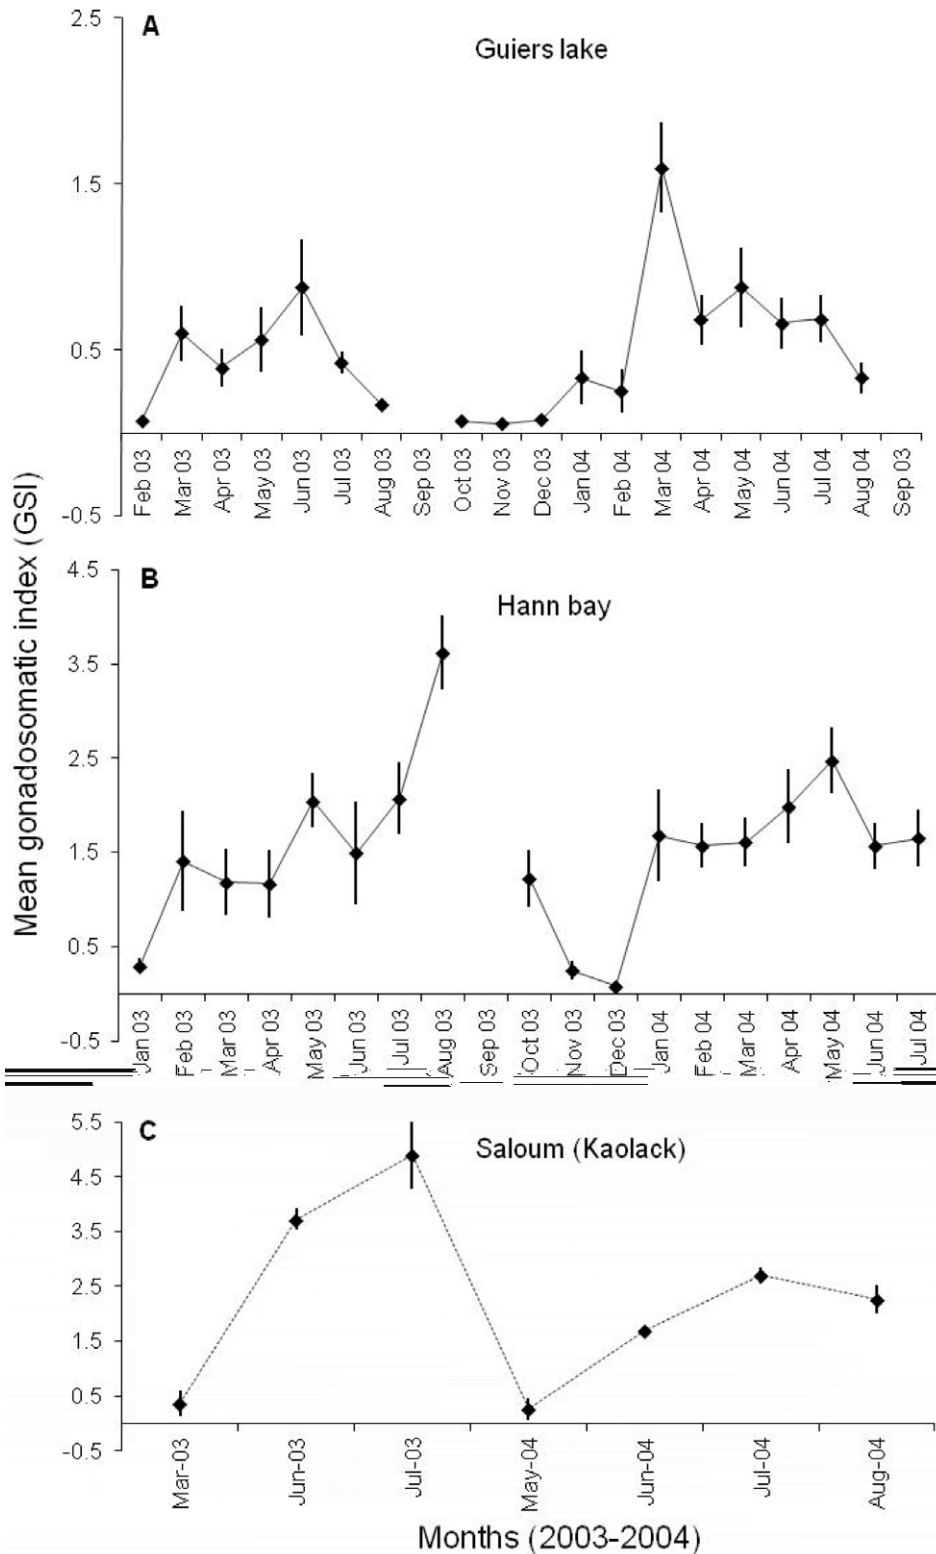 A
Guiers lake
2.5
1.5
0.5
-0.5
Feb 03
Mar 03
Apr 03
May 03
Jun 03
Jul 03
Aug 03
Sep 03
Oct 03
Nov 03
Dec 03
Jan 04
Feb 04
Mar 04
Apr 04
May 04
Jun 04
Jul 04
Aug 04
Sep 03
Mean gonadosomatic index (GSI)
B
Hann bay
4.5
3.5
2.5
1.5
0.5
-0.5
Jan 03
Feb 03
Mar 03
Apr 03
May 03
Jun 03
Jul 03
Aug 03
Sep 03
Oct 03
Nov 03
Dec 03
Jan 04
Feb 04
Mar 04
Apr 04
May 04
Jun 04
Jul 04
C
Saloum (Kaolack)
5.5
4.5
3.5
2.5
1.5
0.5
-0.5
Mar-03
Jun-03
Jul-03
May-04
Jun-04
Jul-04
Aug-04
Months (2003-2004)